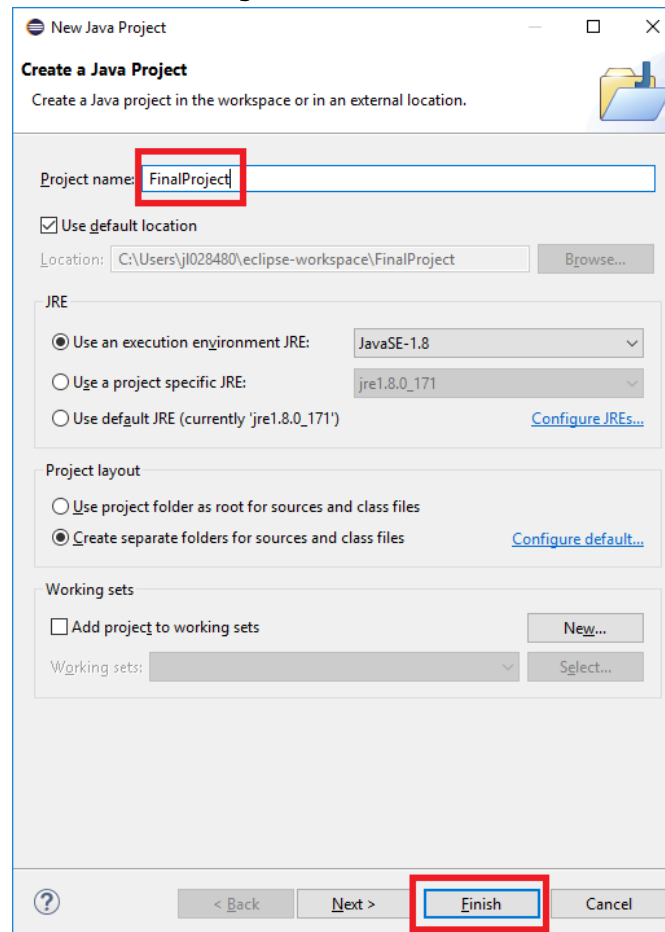 New Java Project
Create a Java Project
Create a Java project in the workspace or in an external location.
Project name: FinalProject
Use default location
Location: C:\Users\jl028480\eclipse-workspace\FinalProject Browse...
JRE
Use an execution environment JRE: JavaSE-1.8
Use a project specific JRE: jre1.8.0_171
Use default JRE (currently 'jre1.8.0_171') Configure JREs...
Project layout
Use project folder as root for sources and class files
Create separate folders for sources and class files Configure default...
Working sets
Add project to working sets New...
Working sets: Select...
? < Back Next > Finish Cancel